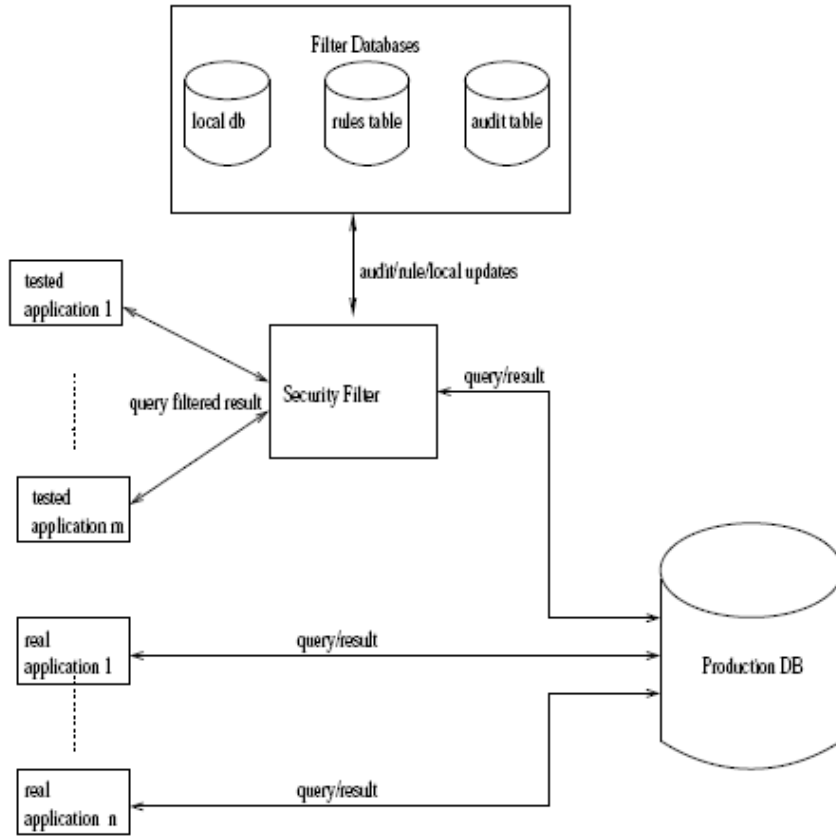 Filter Databases
local db
rules table
audit table
audit/rule/local updates
tested
application 1
query filtered result
Security Filter
query/result
tested
application m
real
application 1
query/result
Production DB
real
application n
query/result